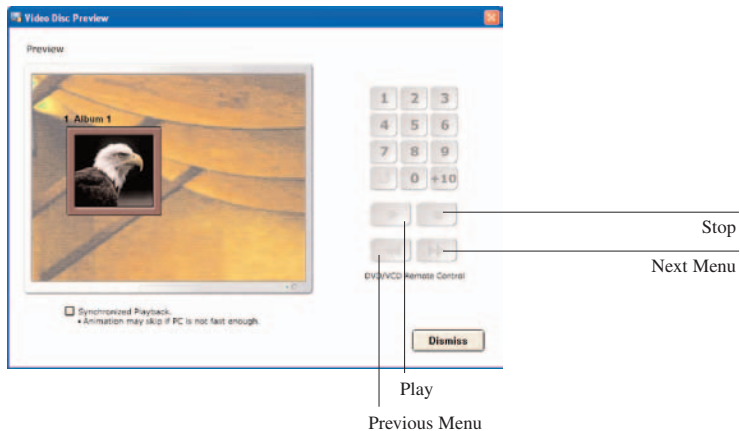 Video Disc Preview
Preview
1 Album 1
1 2 3
4 5 6
7 8 9
0 +10
DVD/VCD Remote Control
Synchronized Playback.
• Animation may skip if PC is not fast enough.
Dismiss
Stop
Next Menu
Play
Previous Menu